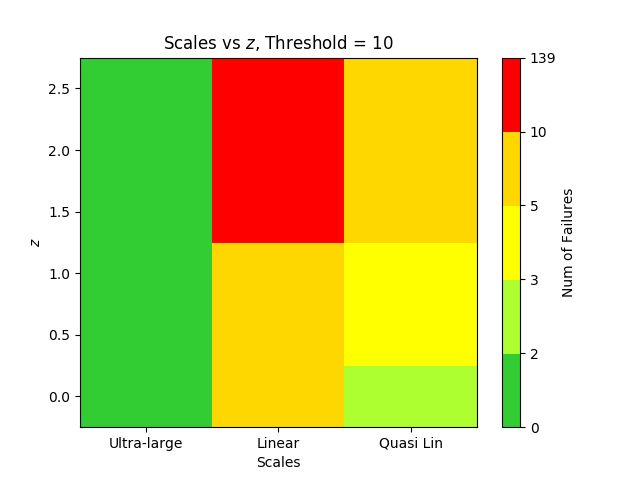 Scales vs z, Threshold = 10
2.5
2.0
1.5
1.0
0.5
0.0
z
Ultra-large
Linear
Quasi Lin
Scales
139
10
5
3
2
0
Num of Failures